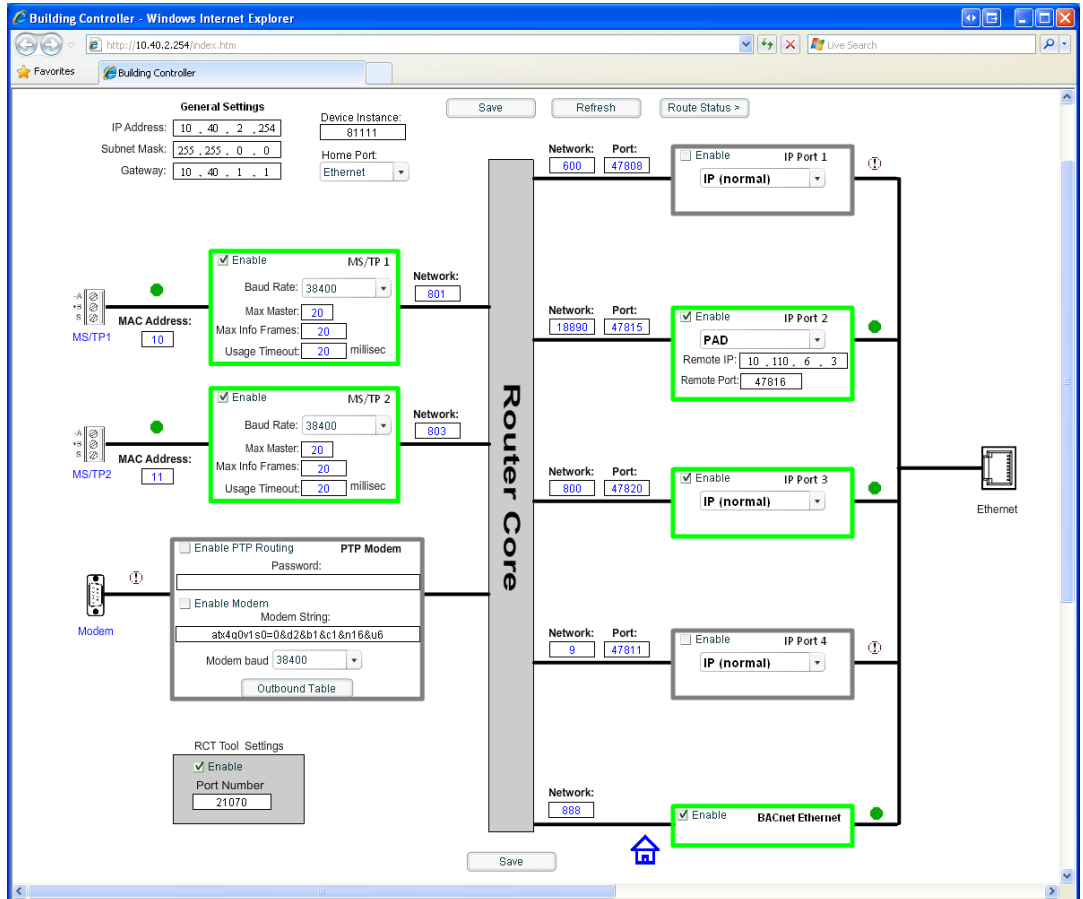 Building Controller - Windows Internet Explorer
http://10.40.2.254/index.htm
Live Search
Favorites
Building Controller
General Settings
IP Address: 10 . 40 . 2 . 254
Subnet Mask: 255 . 255 . 0 . 0
Gateway: 10 . 40 . 1 . 1
Device Instance:
81111
Home Port:
Ethernet
Save
Refresh
Route Status >
Router Core
-A
+B
S
MS/TP1
MAC Address:
10
Enable MS/TP 1
Baud Rate: 38400
Max Master: 20
Max Info Frames: 20
Usage Timeout: 20 millisec
Network:
801
-A
+B
S
MS/TP2
MAC Address:
11
Enable MS/TP 2
Baud Rate: 38400
Max Master: 20
Max Info Frames: 20
Usage Timeout: 20 millisec
Network:
803
Modem
Enable PTP Routing PTP Modem
Password:
Enable Modem
Modem String:
atx4q0v1s0=0&d2&b1&c1&n16&u6
Modem baud 38400
Outbound Table
RCT Tool Settings
Enable
Port Number
21070
Network: Port:
600 47808
Enable IP Port 1
IP (normal)
Network: Port:
18890 47815
Enable IP Port 2
PAD
Remote IP: 10 . 110 . 6 . 3
Remote Port: 47816
Network: Port:
800 47820
Enable IP Port 3
IP (normal)
Network: Port:
9 47811
Enable IP Port 4
IP (normal)
Network:
888
Enable BACnet Ethernet
Ethernet
Save